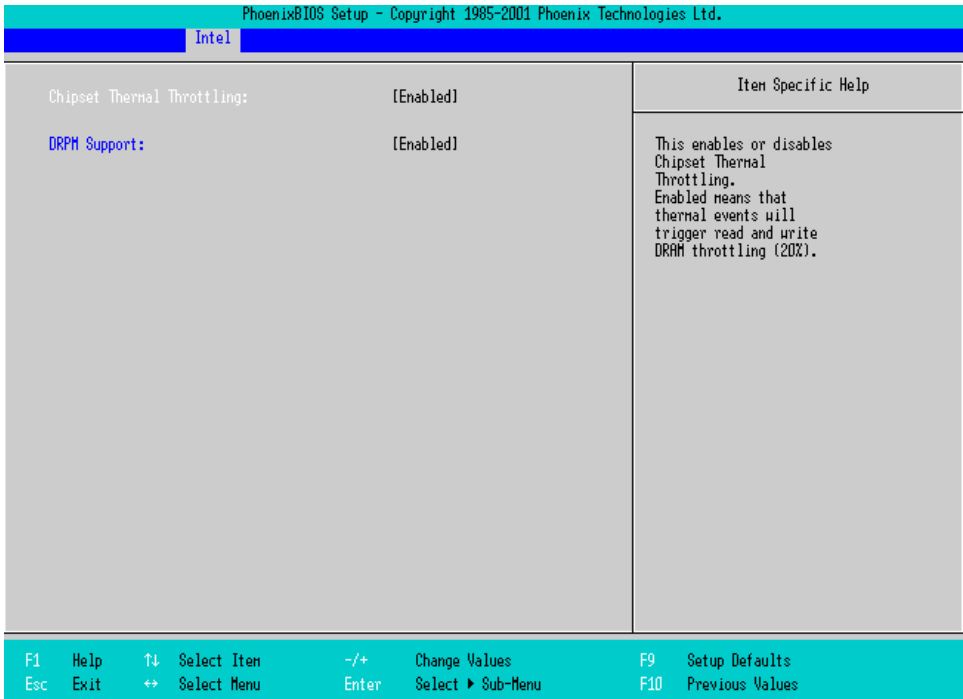 PhoenixBIOS Setup - Copyright 1985-2001 Phoenix Technologies Ltd.
Intel
Chipset Thermal Throttling: [Enabled]
DRPM Support: [Enabled]
Item Specific Help
This enables or disables
Chipset Thermal
Throttling.
Enabled means that
thermal events will
trigger read and write
DRAM throttling (20%).
F1 Help ↑↓ Select Item -/+ Change Values F9 Setup Defaults
Esc Exit ↔ Select Menu Enter Select ▶ Sub-Menu F10 Previous Values